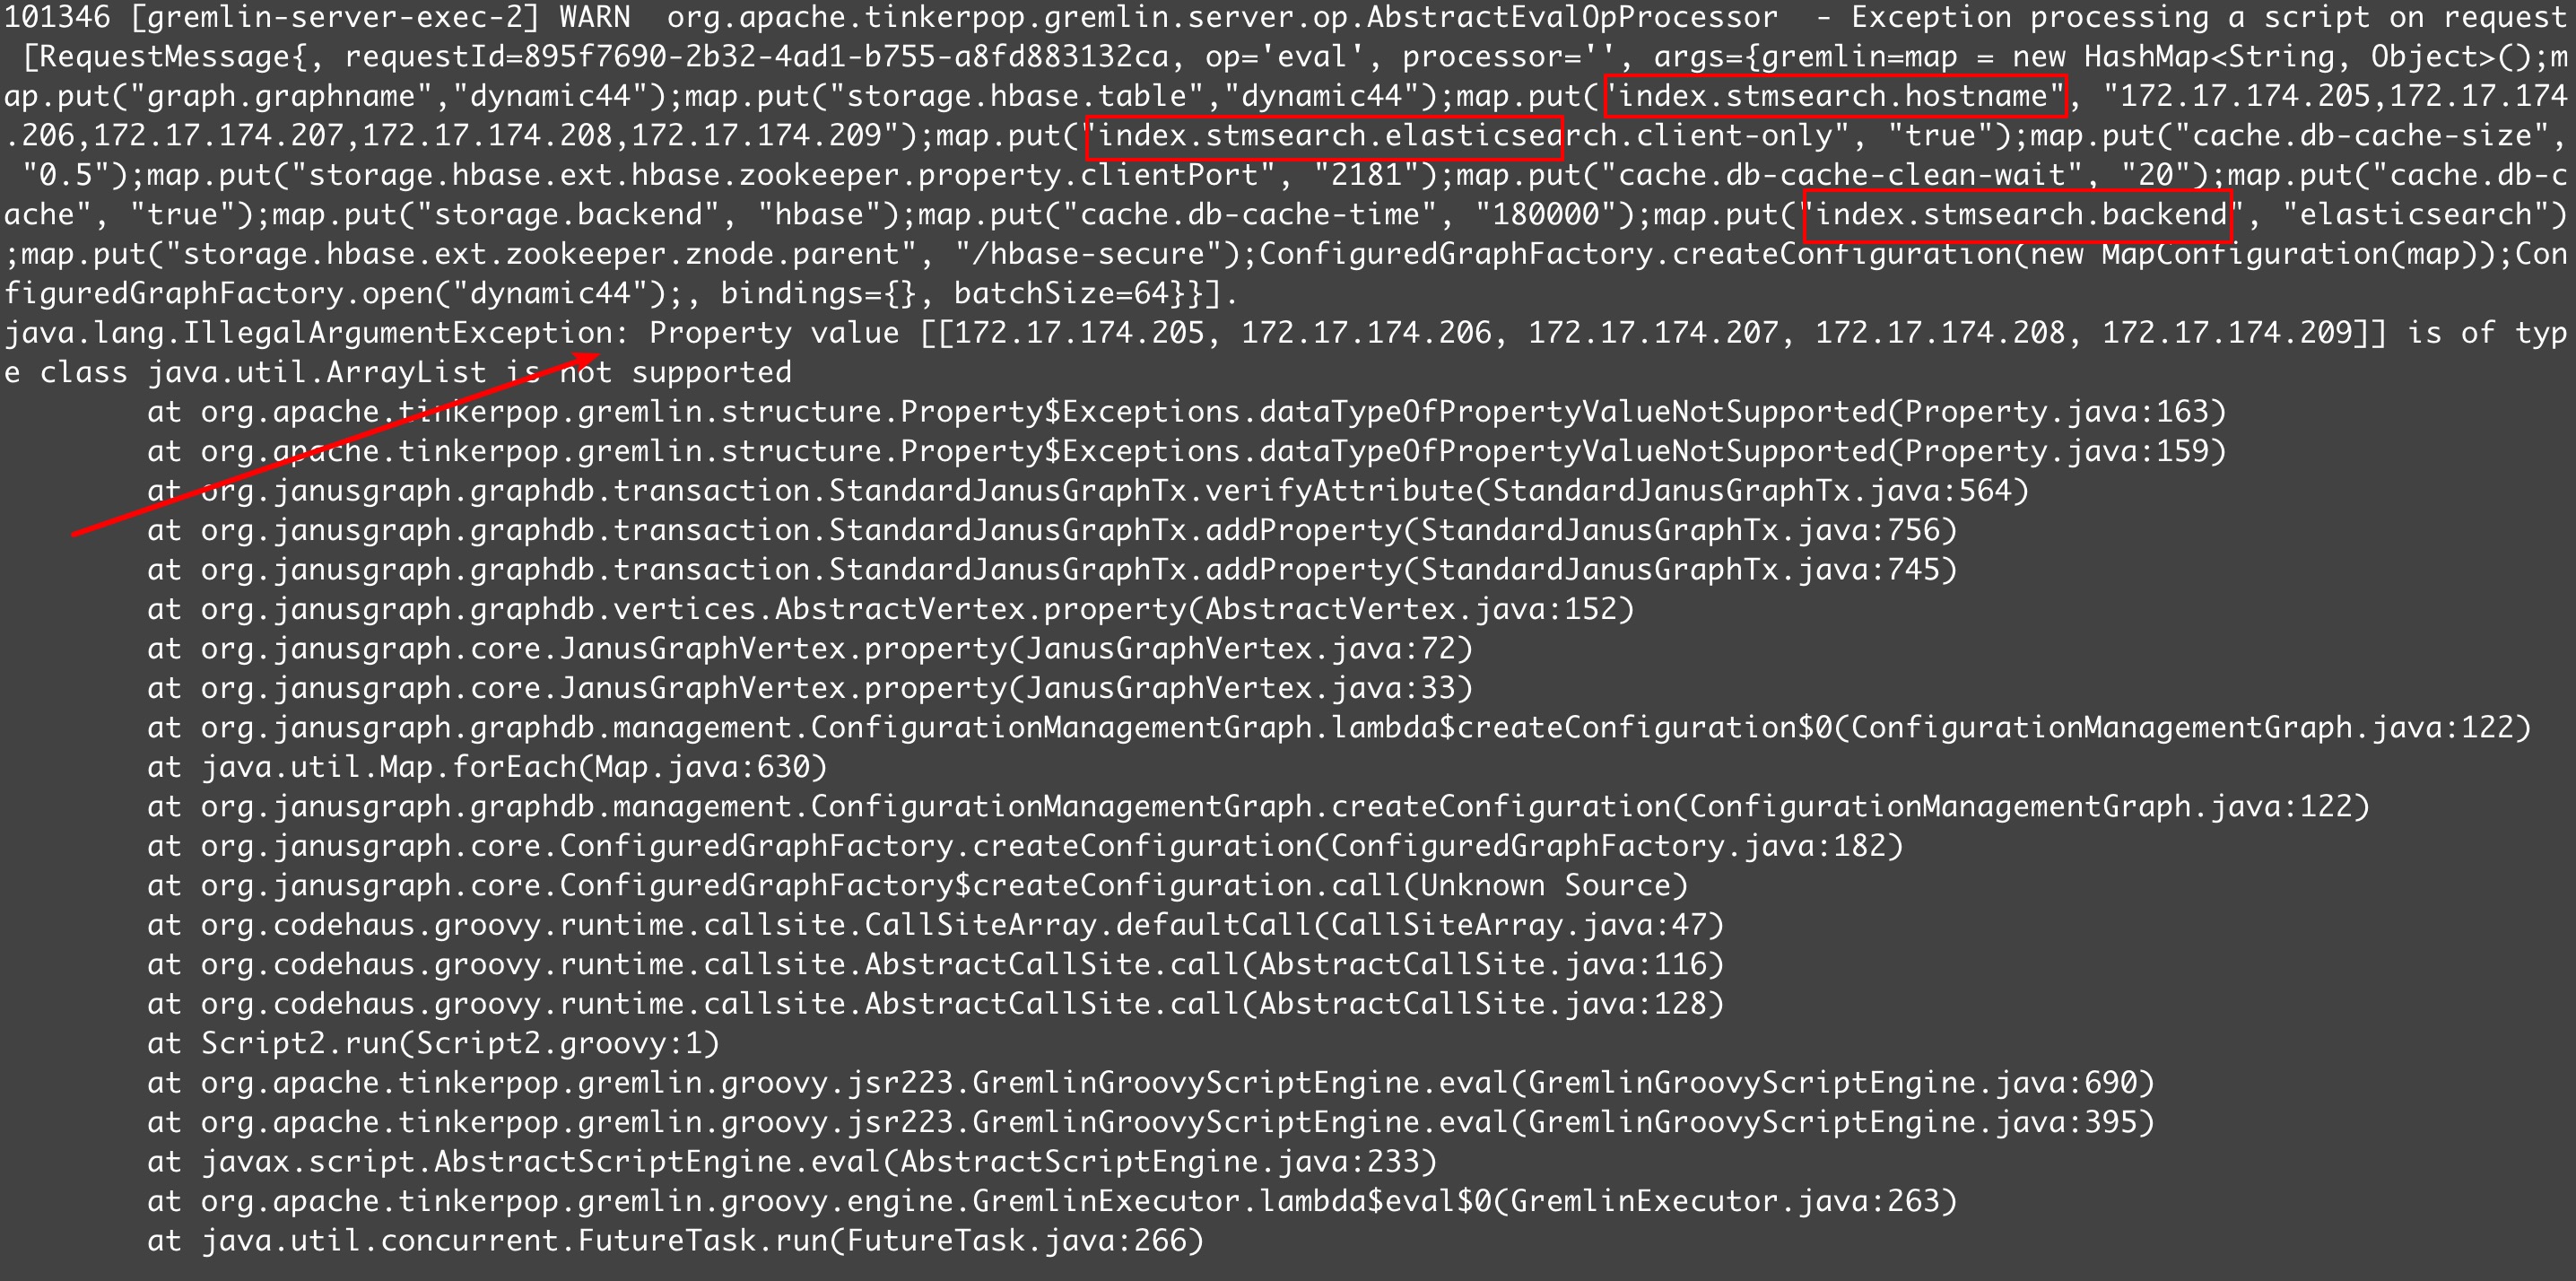 101346 [gremlin-server-exec-2] WARN  org.apache.tinkerpop.gremlin.server.op.AbstractEvalOpProcessor  - Exception processing a script on request
 [RequestMessage{, requestId=895f7690-2b32-4ad1-b755-a8fd883132ca, op='eval', processor='', args={gremlin=map = new HashMap<String, Object>();m
ap.put("graph.graphname","dynamic44");map.put("storage.hbase.table","dynamic44");map.put("index.stmsearch.hostname", "172.17.174.205,172.17.174
.206,172.17.174.207,172.17.174.208,172.17.174.209");map.put("index.stmsearch.elasticsearch.client-only", "true");map.put("cache.db-cache-size",
 "0.5");map.put("storage.hbase.ext.hbase.zookeeper.property.clientPort", "2181");map.put("cache.db-cache-clean-wait", "20");map.put("cache.db-c
ache", "true");map.put("storage.backend", "hbase");map.put("cache.db-cache-time", "180000");map.put("index.stmsearch.backend", "elasticsearch")
;map.put("storage.hbase.ext.zookeeper.znode.parent", "/hbase-secure");ConfiguredGraphFactory.createConfiguration(new MapConfiguration(map));Con
figuredGraphFactory.open("dynamic44");, bindings={}, batchSize=64}}].
java.lang.IllegalArgumentException: Property value [[172.17.174.205, 172.17.174.206, 172.17.174.207, 172.17.174.208, 172.17.174.209]] is of typ
e class java.util.ArrayList is not supported
        at org.apache.tinkerpop.gremlin.structure.Property$Exceptions.dataTypeOfPropertyValueNotSupported(Property.java:163)
        at org.apache.tinkerpop.gremlin.structure.Property$Exceptions.dataTypeOfPropertyValueNotSupported(Property.java:159)
        at org.janusgraph.graphdb.transaction.StandardJanusGraphTx.verifyAttribute(StandardJanusGraphTx.java:564)
        at org.janusgraph.graphdb.transaction.StandardJanusGraphTx.addProperty(StandardJanusGraphTx.java:756)
        at org.janusgraph.graphdb.transaction.StandardJanusGraphTx.addProperty(StandardJanusGraphTx.java:745)
        at org.janusgraph.graphdb.vertices.AbstractVertex.property(AbstractVertex.java:152)
        at org.janusgraph.core.JanusGraphVertex.property(JanusGraphVertex.java:72)
        at org.janusgraph.core.JanusGraphVertex.property(JanusGraphVertex.java:33)
        at org.janusgraph.graphdb.management.ConfigurationManagementGraph.lambda$createConfiguration$0(ConfigurationManagementGraph.java:122)
        at java.util.Map.forEach(Map.java:630)
        at org.janusgraph.graphdb.management.ConfigurationManagementGraph.createConfiguration(ConfigurationManagementGraph.java:122)
        at org.janusgraph.core.ConfiguredGraphFactory.createConfiguration(ConfiguredGraphFactory.java:182)
        at org.janusgraph.core.ConfiguredGraphFactory$createConfiguration.call(Unknown Source)
        at org.codehaus.groovy.runtime.callsite.CallSiteArray.defaultCall(CallSiteArray.java:47)
        at org.codehaus.groovy.runtime.callsite.AbstractCallSite.call(AbstractCallSite.java:116)
        at org.codehaus.groovy.runtime.callsite.AbstractCallSite.call(AbstractCallSite.java:128)
        at Script2.run(Script2.groovy:1)
        at org.apache.tinkerpop.gremlin.groovy.jsr223.GremlinGroovyScriptEngine.eval(GremlinGroovyScriptEngine.java:690)
        at org.apache.tinkerpop.gremlin.groovy.jsr223.GremlinGroovyScriptEngine.eval(GremlinGroovyScriptEngine.java:395)
        at javax.script.AbstractScriptEngine.eval(AbstractScriptEngine.java:233)
        at org.apache.tinkerpop.gremlin.groovy.engine.GremlinExecutor.lambda$eval$0(GremlinExecutor.java:263)
        at java.util.concurrent.FutureTask.run(FutureTask.java:266)